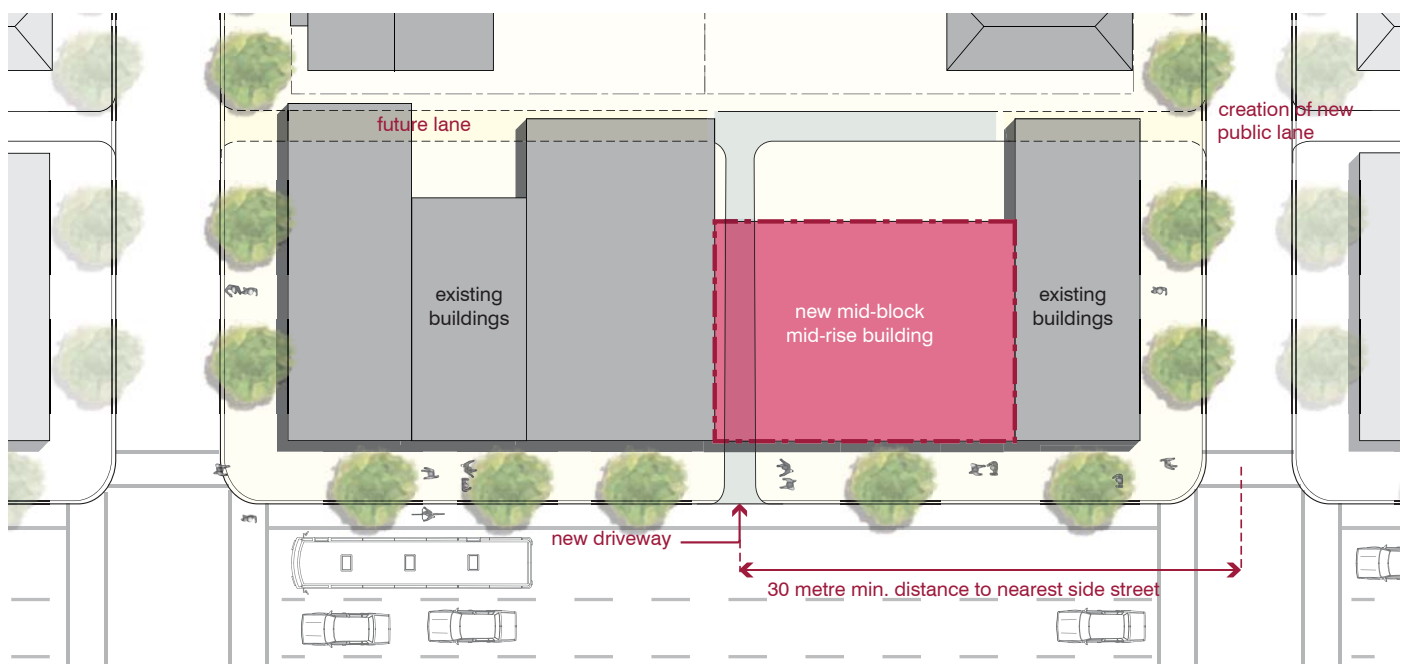 future lane
creation of new
public lane
existing
buildings
new mid-block
mid-rise building
existing
buildings
new driveway
30 metre min. distance to nearest side street